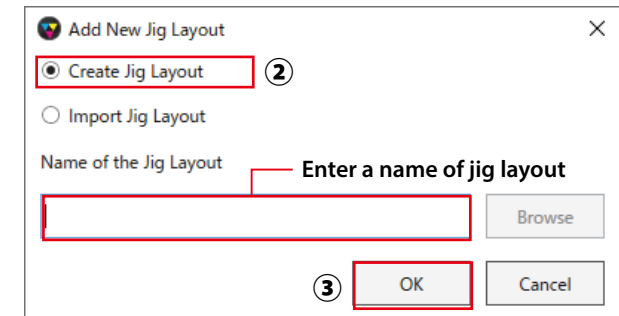 Add New Jig Layout
Create Jig Layout ②
Import Jig Layout
Name of the Jig Layout
Enter a name of jig layout
Browse
③ OK Cancel